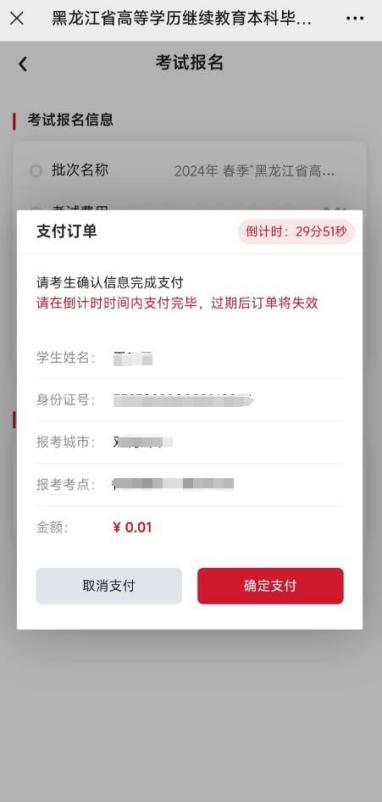 黑龙江省高等学历继续教育本科毕...
考试报名
考试报名信息
批次名称
2024年 春季"黑龙江省高...
支付订单
倒计时：29分51秒
请考生确认信息完成支付
请在倒计时时间内支付完毕，过期后订单将失效
学生姓名：
身份证号：
报考城市：
报考考点：
金额：
¥ 0.01
取消支付
确定支付